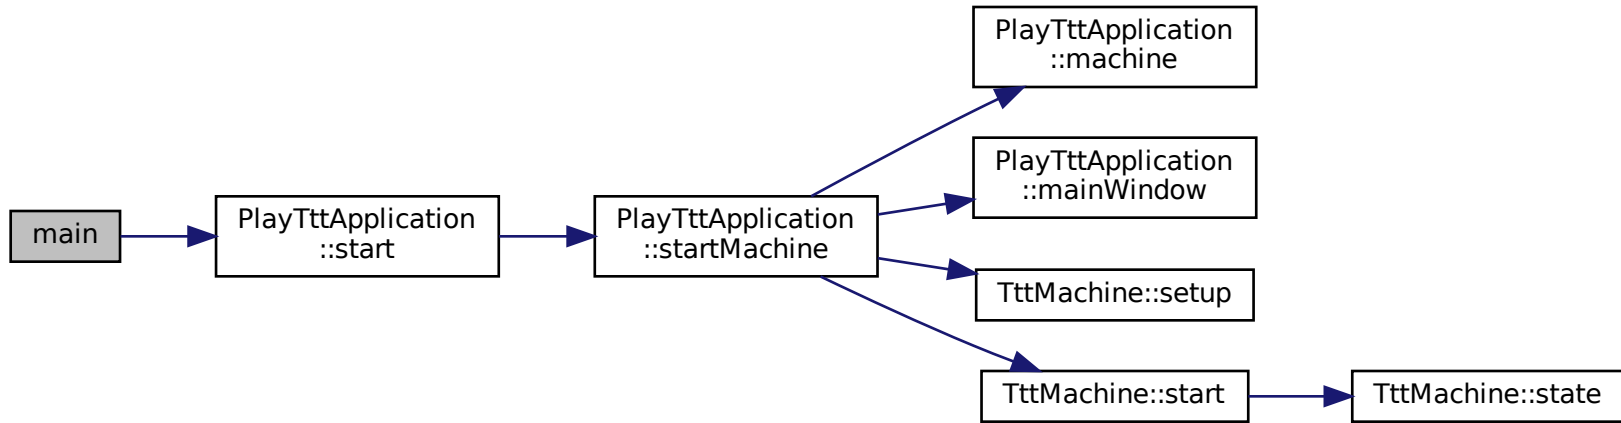 main
PlayTttApplication
::start
PlayTttApplication
::startMachine
PlayTttApplication
::machine
PlayTttApplication
::mainWindow
TttMachine::setup
TttMachine::start
TttMachine::state